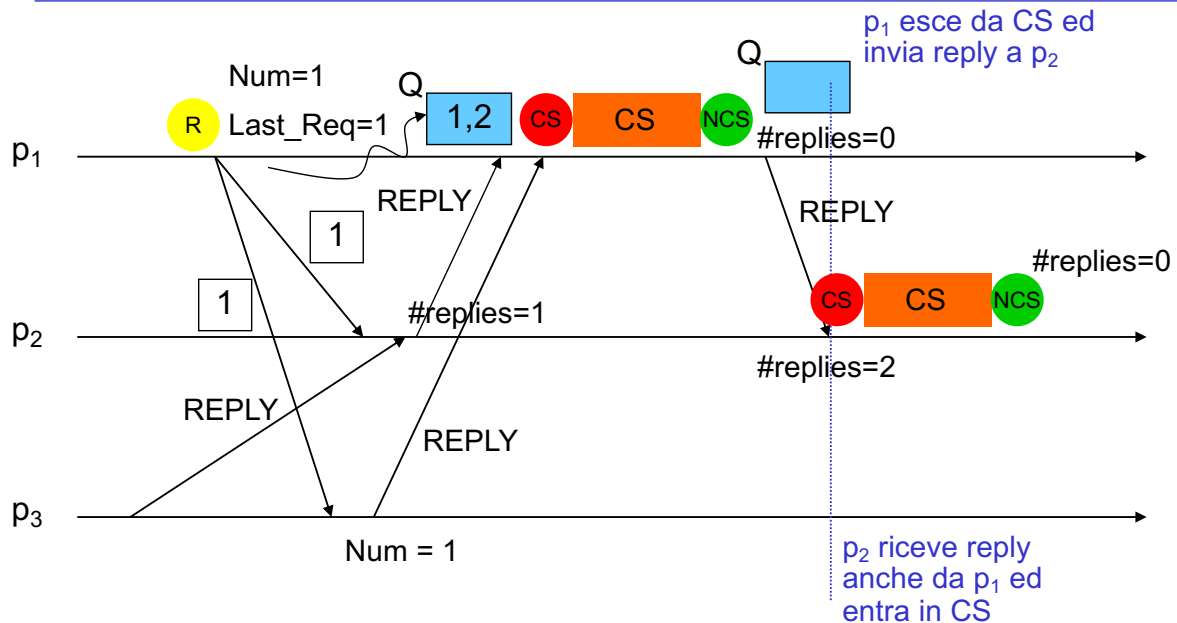 p1 esce da CS ed
invia reply a p2
Q
Q
Num=1
1,2
CS
CS
NCS
R
Last_Req=1
#replies=0
p1
REPLY
REPLY
1
#replies=0
1
CS
CS
NCS
#replies=1
p2
#replies=2
REPLY
REPLY
p3
Num = 1
p2 riceve reply
anche da p1 ed
entra in CS